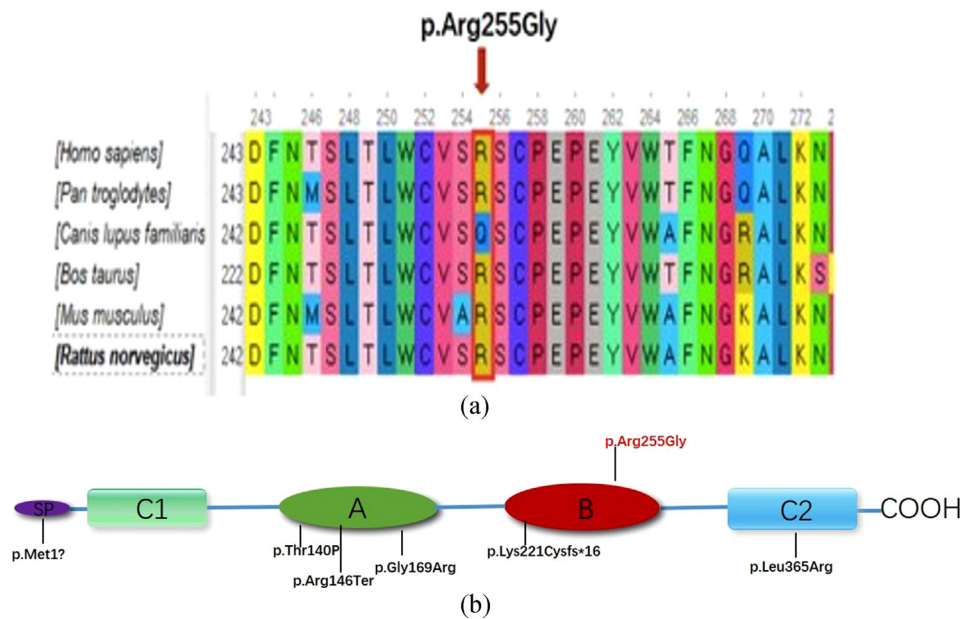 p.Arg255Gly
243 246 248 250 252 254 256 258 260 262 264 266 268 270 272 2
[Homo sapiens] 243 D F N T S L T L W C V S R S C P E P E Y V W T F N G Q A L K N
[Pan troglodytes] 243 D F N M S L T L W C V S R S C P E P E Y V W T F N G Q A L K N
[Canis lupus familiaris 242 D F N T S L T L W C V S Q S C P E P E Y V W A F N G R A L K N
[Bos taurus] 222 D F N T S L T L W C V S R S C P E P E Y V W T F N G R A L K S
[Mus musculus] 242 D F N M S L T L W C V A R S C P E P E Y V W A F N G K A L K N
[Rattus norvegicus] 242 D F N T S L T L W C V S R S C P E P E Y V W A F N G K A L K N
(a)
p.Arg255Gly
SP C1 A B C2 COOH
p.Met1? p.Thr140P p.Arg146Ter p.Gly169Arg p.Lys221Cysfs*16 p.Leu365Arg
(b)